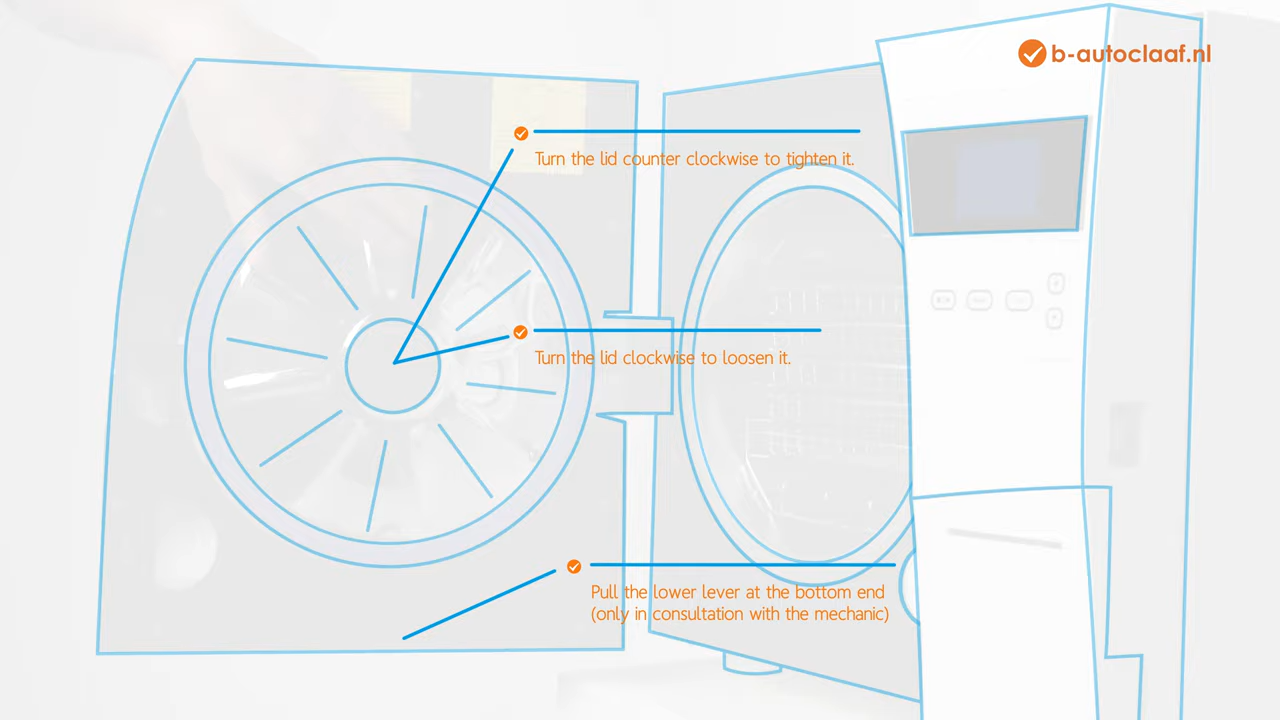 b-autoclaaf.nl
Turn the lid counter clockwise to tighten it.
Turn the lid clockwise to loosen it.
Pull the lower lever at the bottom end
(only in consultation with the mechanic)